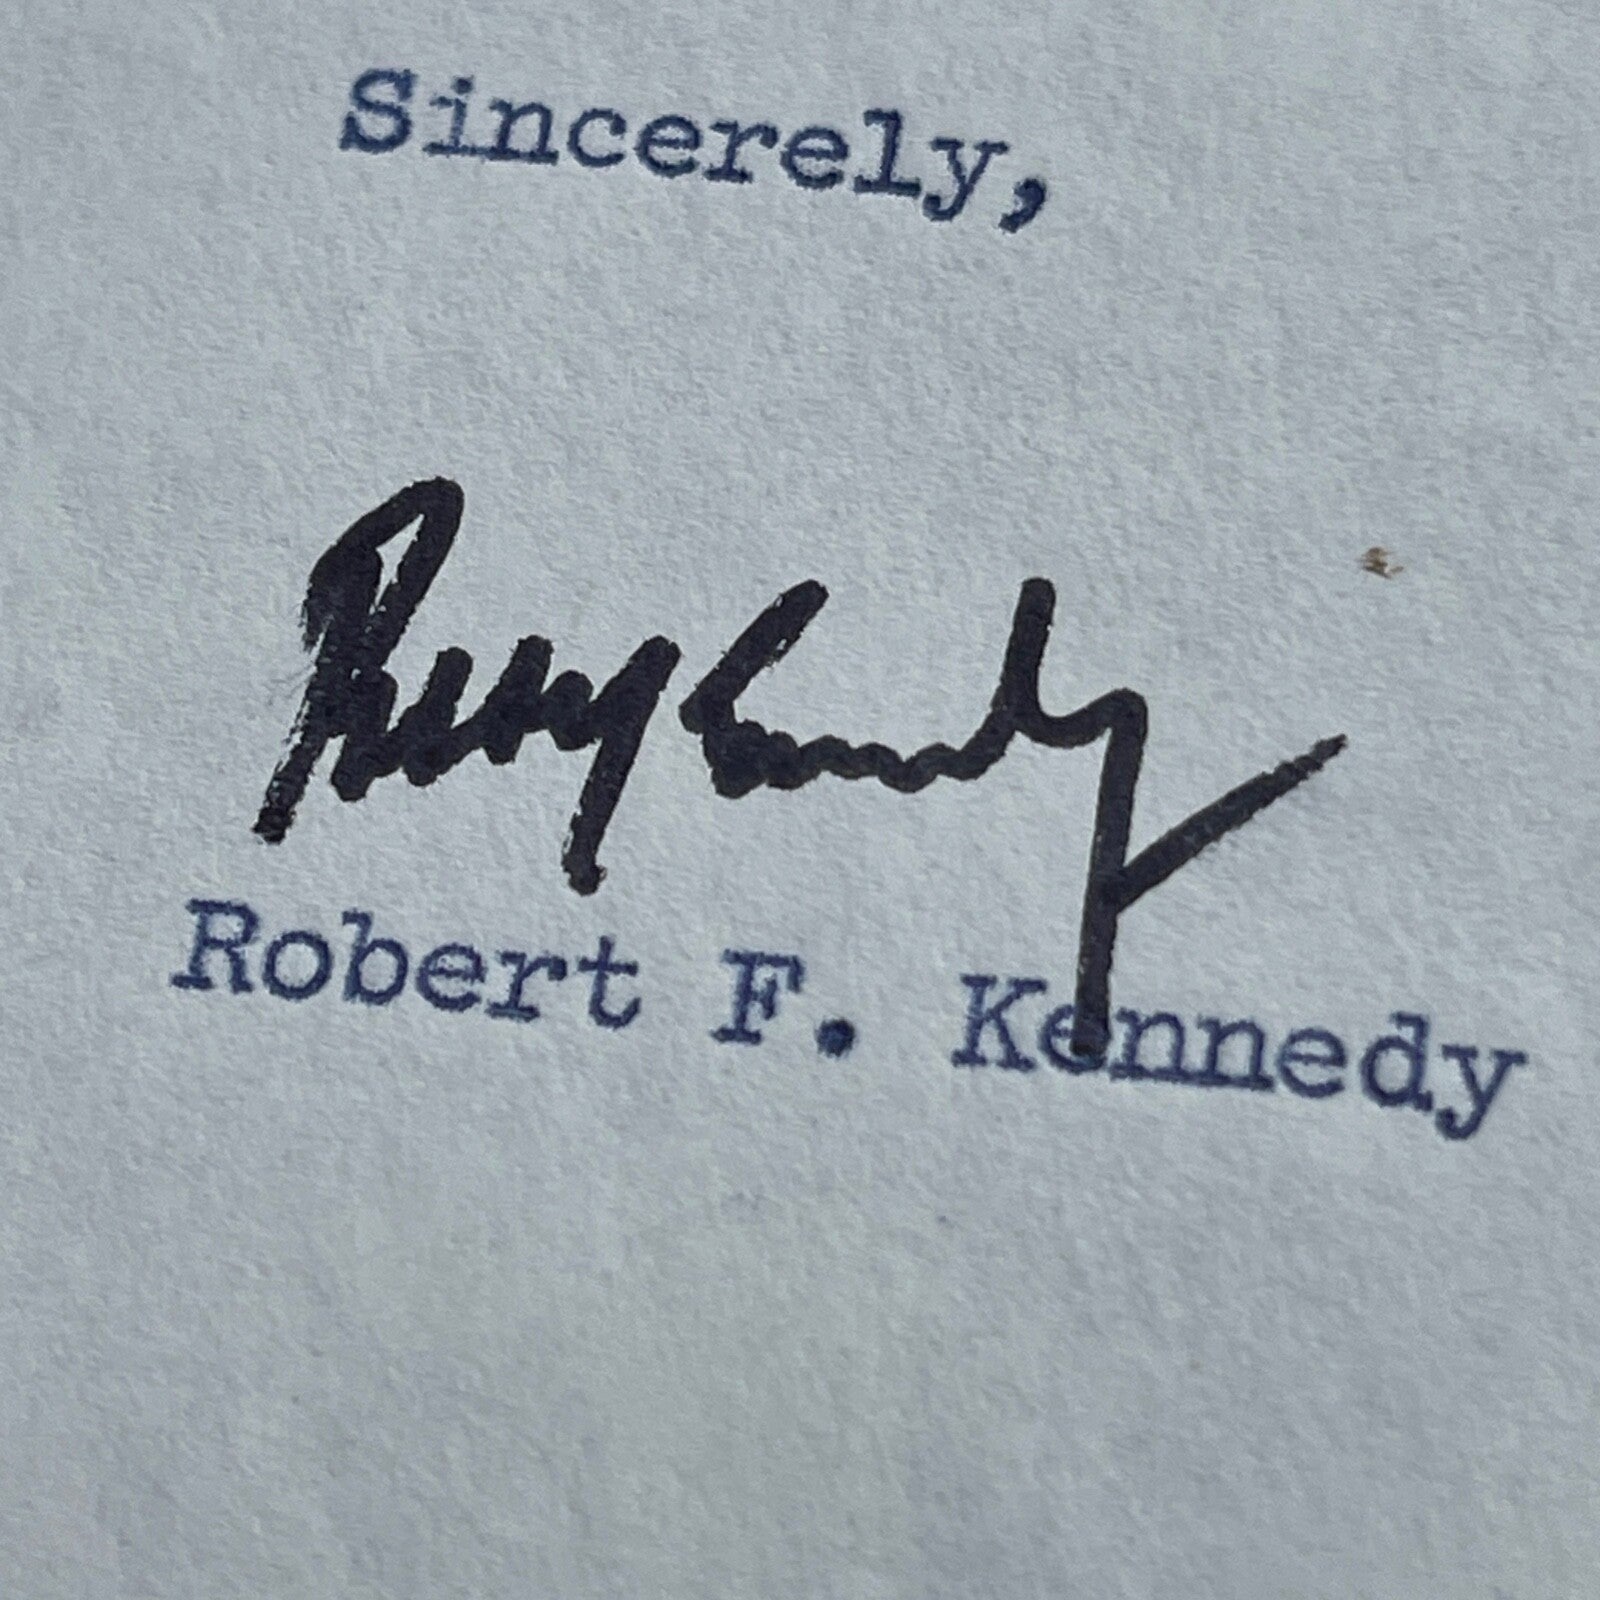 Sincerely,
Robert F. Kennedy